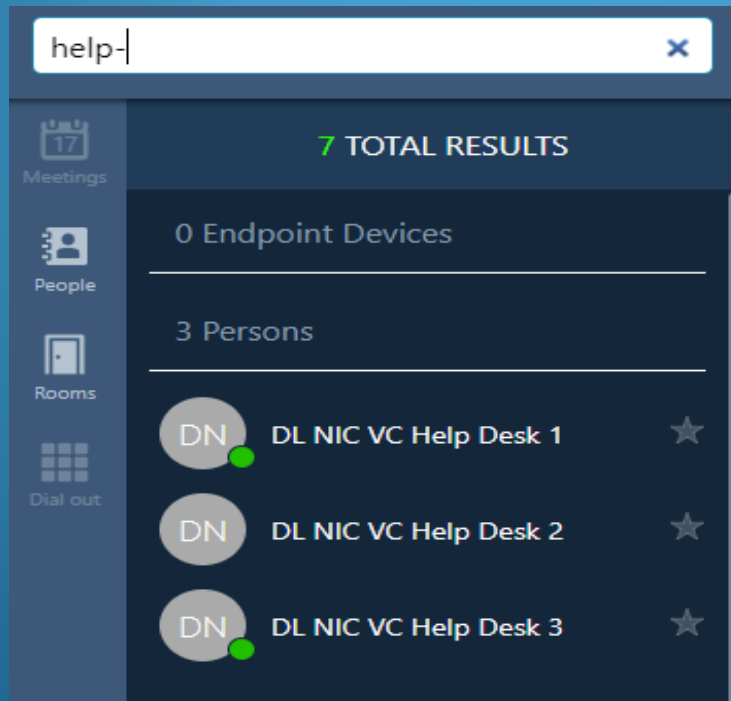 help-
17
Meetings
People
Rooms
Dial out
7 TOTAL RESULTS
0 Endpoint Devices
3 Persons
DN DL NIC VC Help Desk 1
DN DL NIC VC Help Desk 2
DN DL NIC VC Help Desk 3